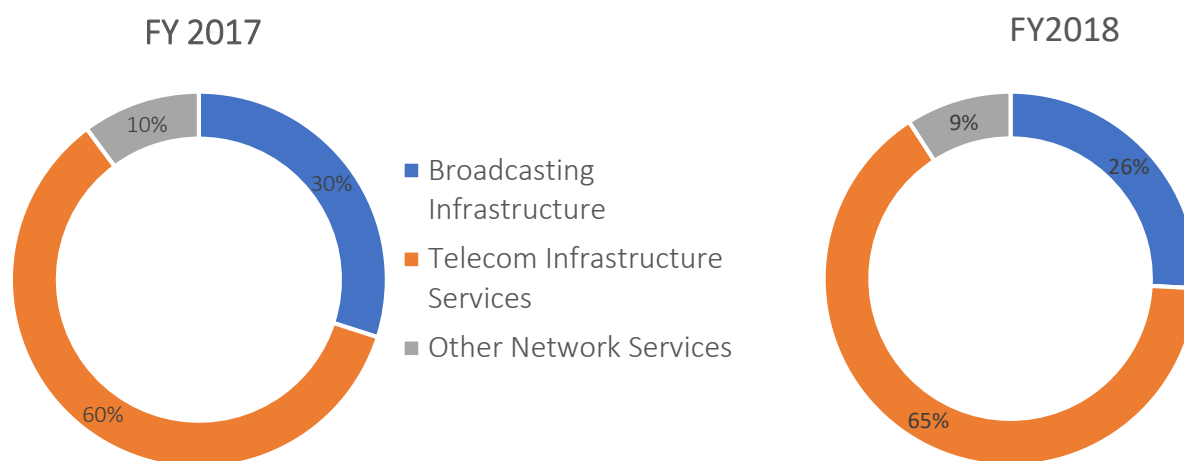 FY 2017
10%
30%
60%
Broadcasting
Infrastructure
Telecom Infrastructure
Services
Other Network Services
FY2018
9%
26%
65%